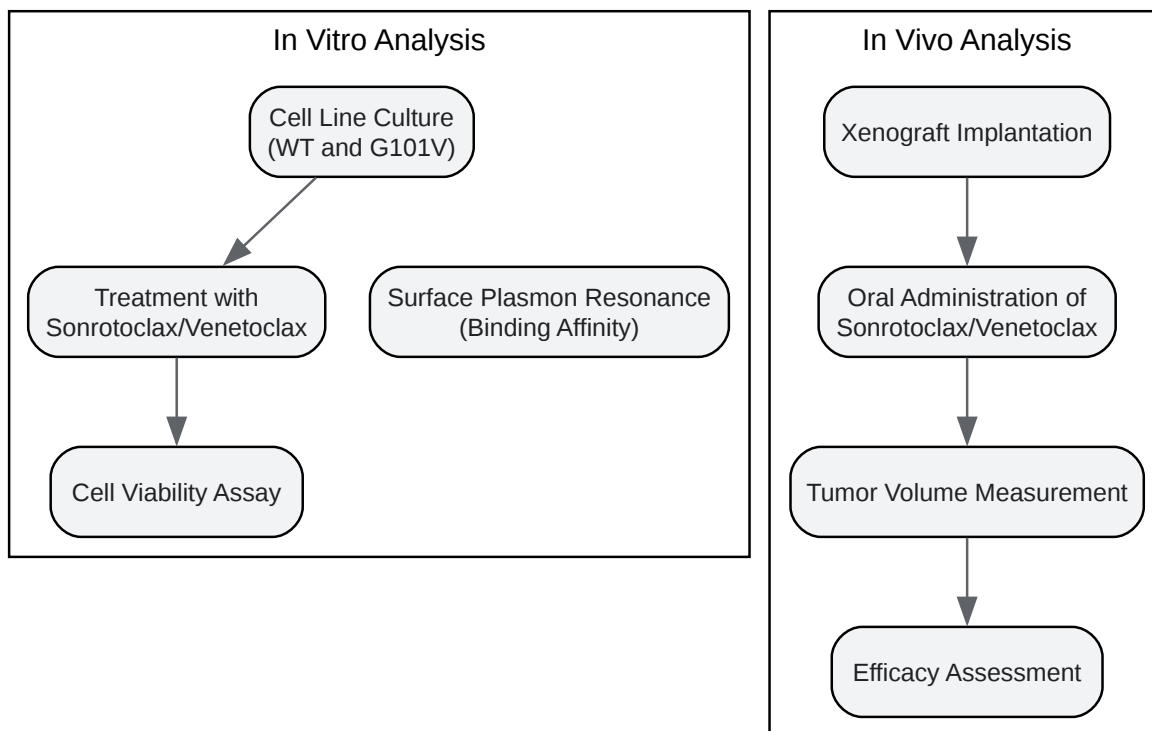 In Vitro Analysis
Cell Line Culture
(WT and G101V)
Treatment with
Sonrotoclax/Venetoclax
Surface Plasmon Resonance
(Binding Affinity)
Cell Viability Assay
In Vivo Analysis
Xenograft Implantation
Oral Administration of
Sonrotoclax/Venetoclax
Tumor Volume Measurement
Efficacy Assessment